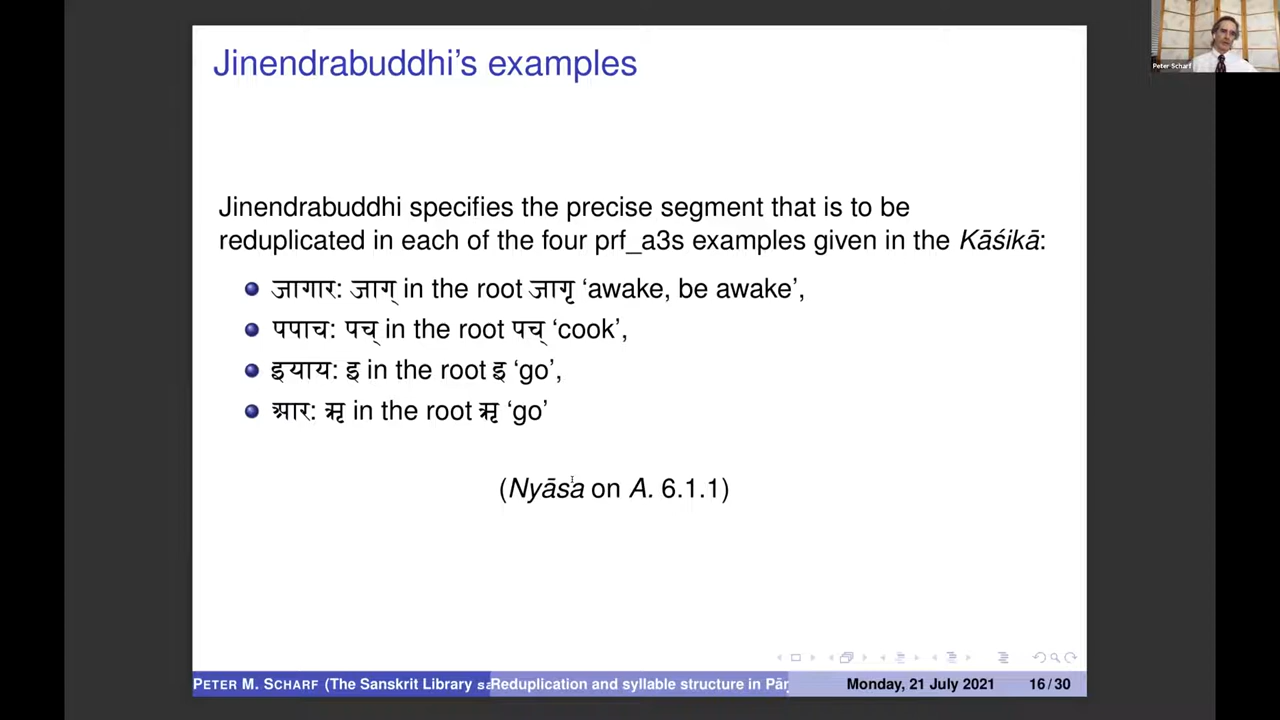 Peter Scharf
Jinendrabuddhi's examples
Jinendrabuddhi specifies the precise segment that is to be
reduplicated in each of the four prf_a3s examples given in the Kāśikā:
जागार: जाग् in the root जागृ ‘awake, be awake’,
पपाच: पच् in the root पच् ‘cook’,
इयाय: इ in the root इ ‘go’,
आर: ऋ in the root ऋ ‘go’
(Nyāsa on A. 6.1.1)
PETER M. SCHARF (The Sanskrit Library Reduplication and syllable structure in Monday, 21 July 2021 16/30